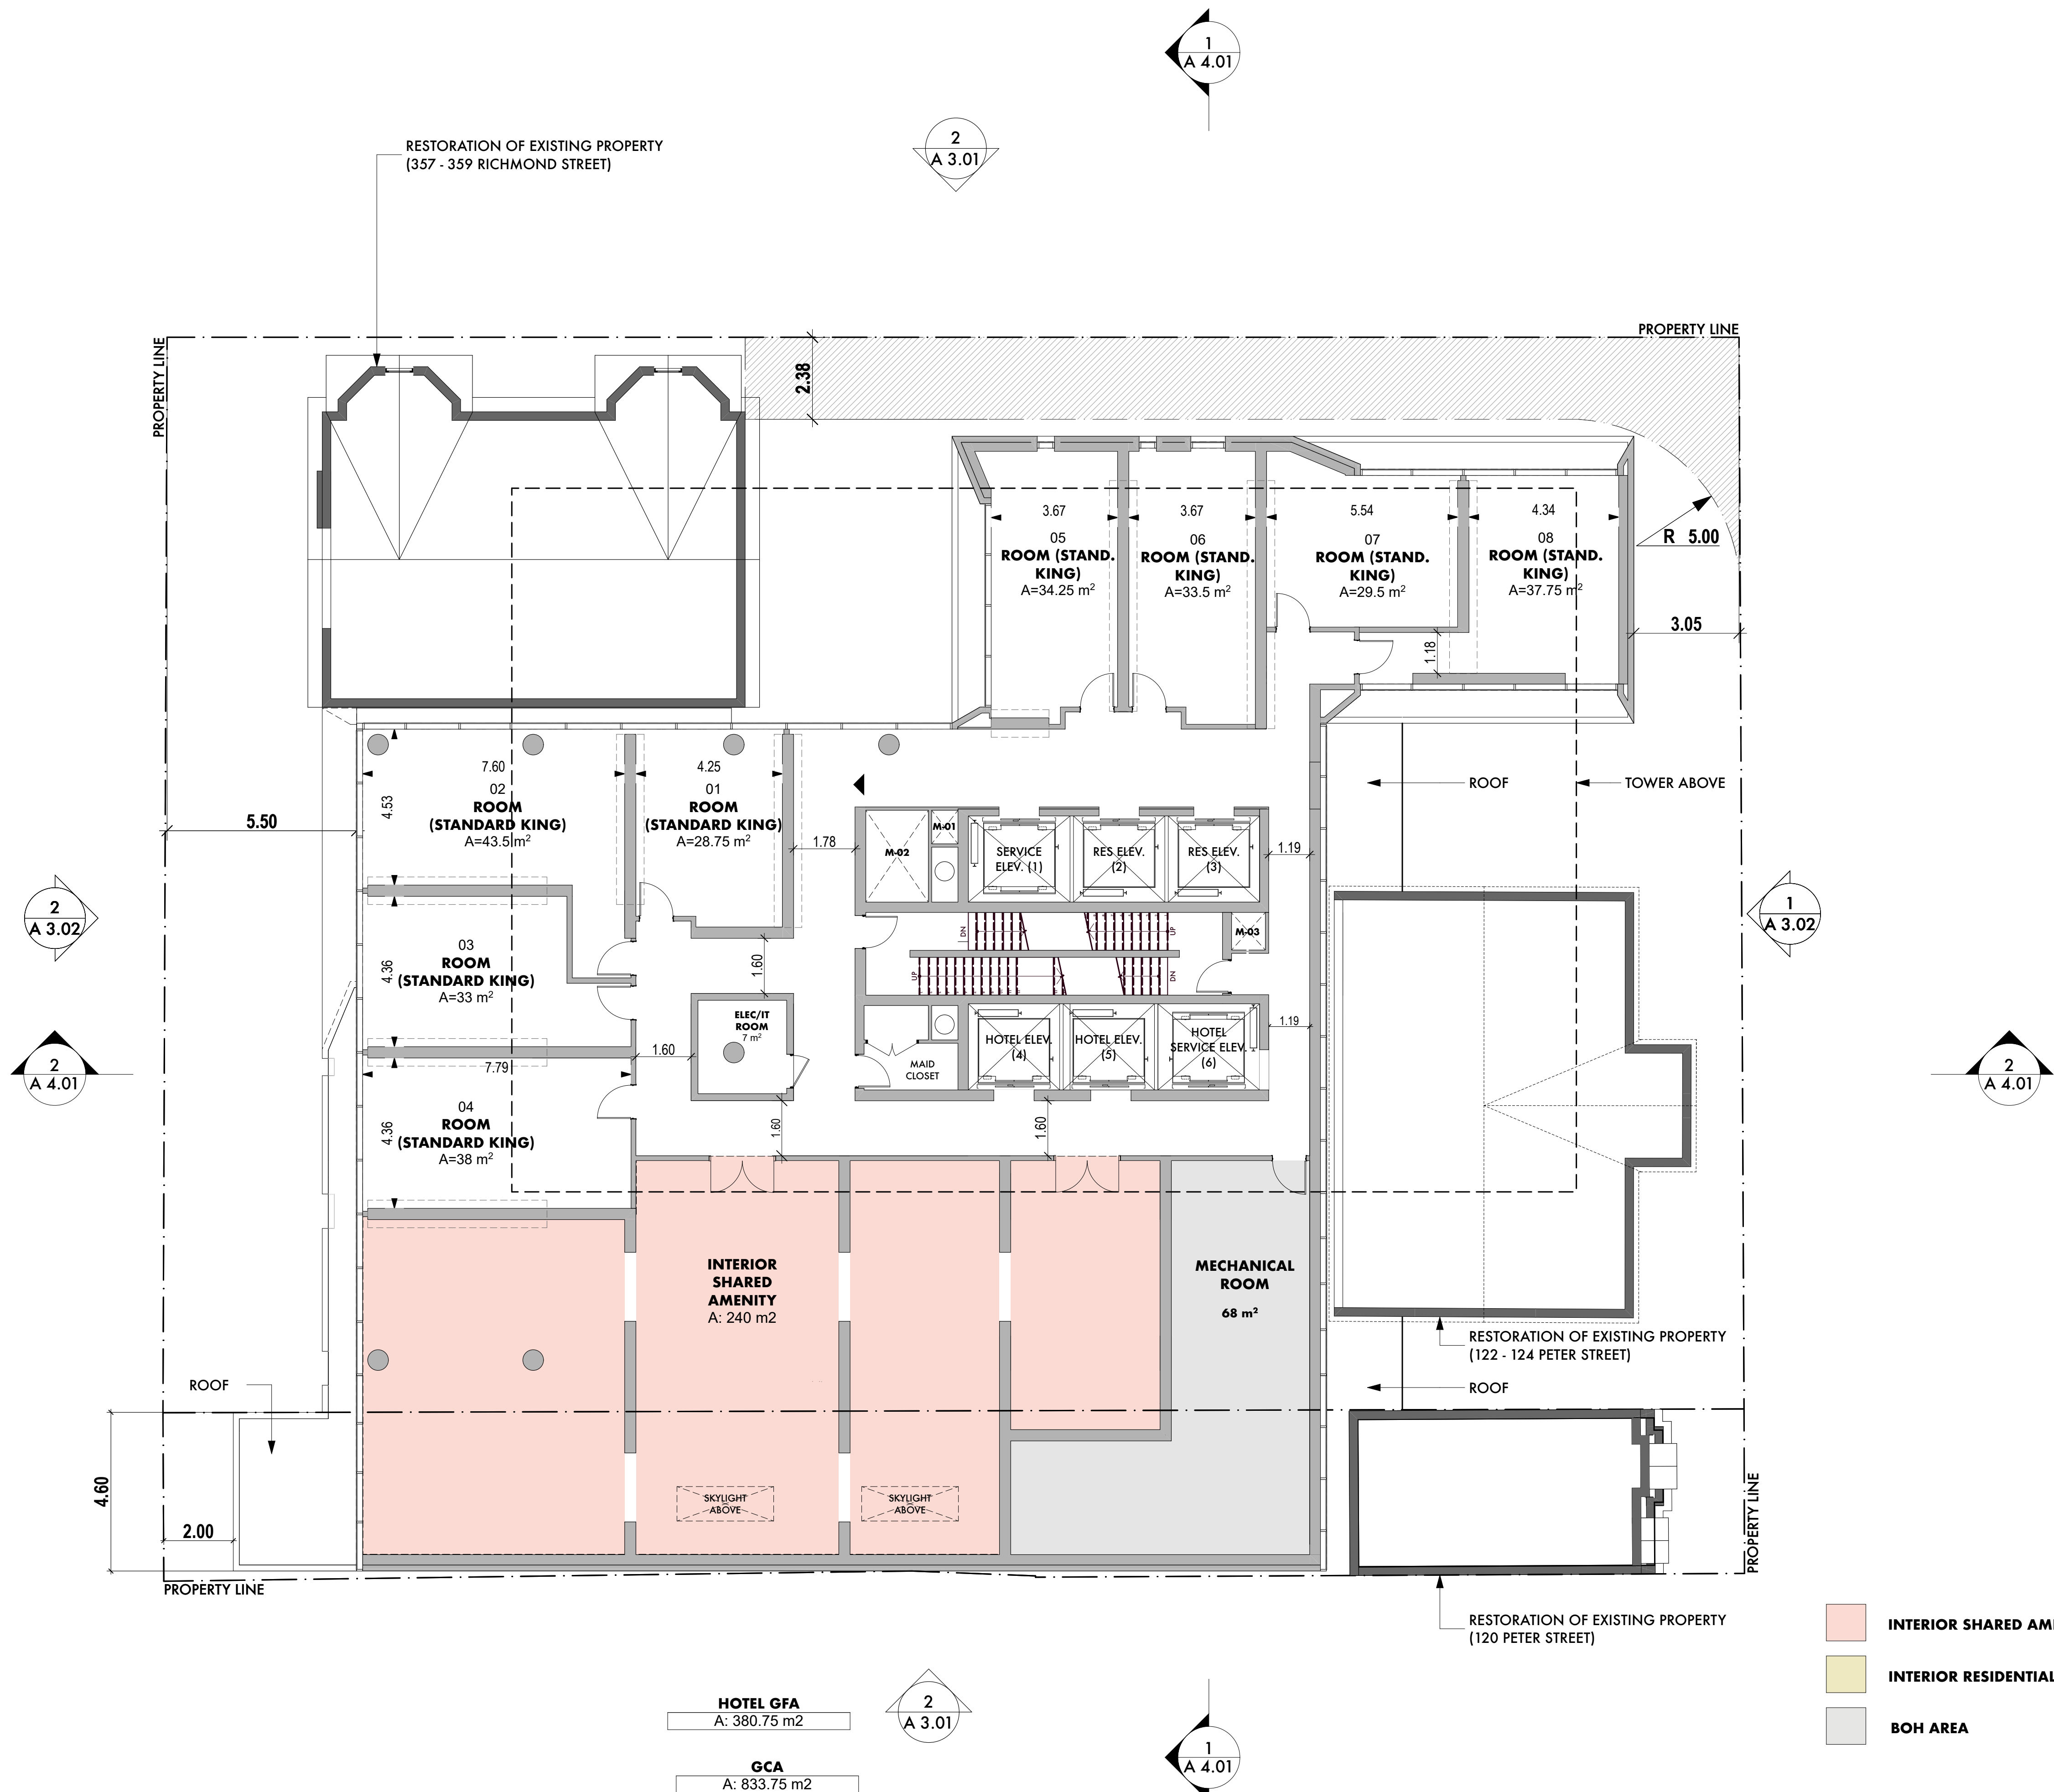 1
A 4.01
2
A 3.01
RESTORATION OF EXISTING PROPERTY
(357 - 359 RICHMOND STREET)
PROPERTY LINE
PROPERTY LINE
2.38
R 5.00
3.05
3.67
05
ROOM (STAND.
KING)
A=34.25 m²
3.67
06
ROOM (STAND.
KING)
A=33.5 m²
5.54
07
ROOM (STAND.
KING)
A=29.5 m²
4.34
08
ROOM (STAND.
KING)
A=37.75 m²
1.18
7.60
02
ROOM
(STANDARD KING)
A=43.5 m²
4.53
4.25
01
ROOM
(STANDARD KING)
A=28.75 m²
ROOF
TOWER ABOVE
5.50
1.78
M-02
M-01
SERVICE
ELEV. (1)
RES ELEV.
(2)
RES ELEV.
(3)
1.19
2
A 3.02
1
A 3.02
03
ROOM
(STANDARD KING)
A=33 m²
4.36
1.60
DN
UP
M-03
UP
DN
ELEC/IT
ROOM
7 m²
1.60
MAID
CLOSET
HOTEL ELEV.
(4)
HOTEL ELEV.
(5)
HOTEL
SERVICE ELEV.
(6)
1.19
2
A 4.01
2
A 4.01
7.79
04
ROOM
(STANDARD KING)
A=38 m²
4.36
1.60
1.60
INTERIOR
SHARED
AMENITY
A: 240 m2
MECHANICAL
ROOM
68 m²
RESTORATION OF EXISTING PROPERTY
(122 - 124 PETER STREET)
ROOF
ROOF
4.60
2.00
SKYLIGHT
ABOVE
SKYLIGHT
ABOVE
PROPERTY LINE
PROPERTY LINE
RESTORATION OF EXISTING PROPERTY
(120 PETER STREET)
INTERIOR SHARED
INTERIOR RESIDENTIAL
BOH AREA
HOTEL GFA
A: 380.75 m2
2
A 3.01
GCA
A: 833.75 m2
1
A 4.01